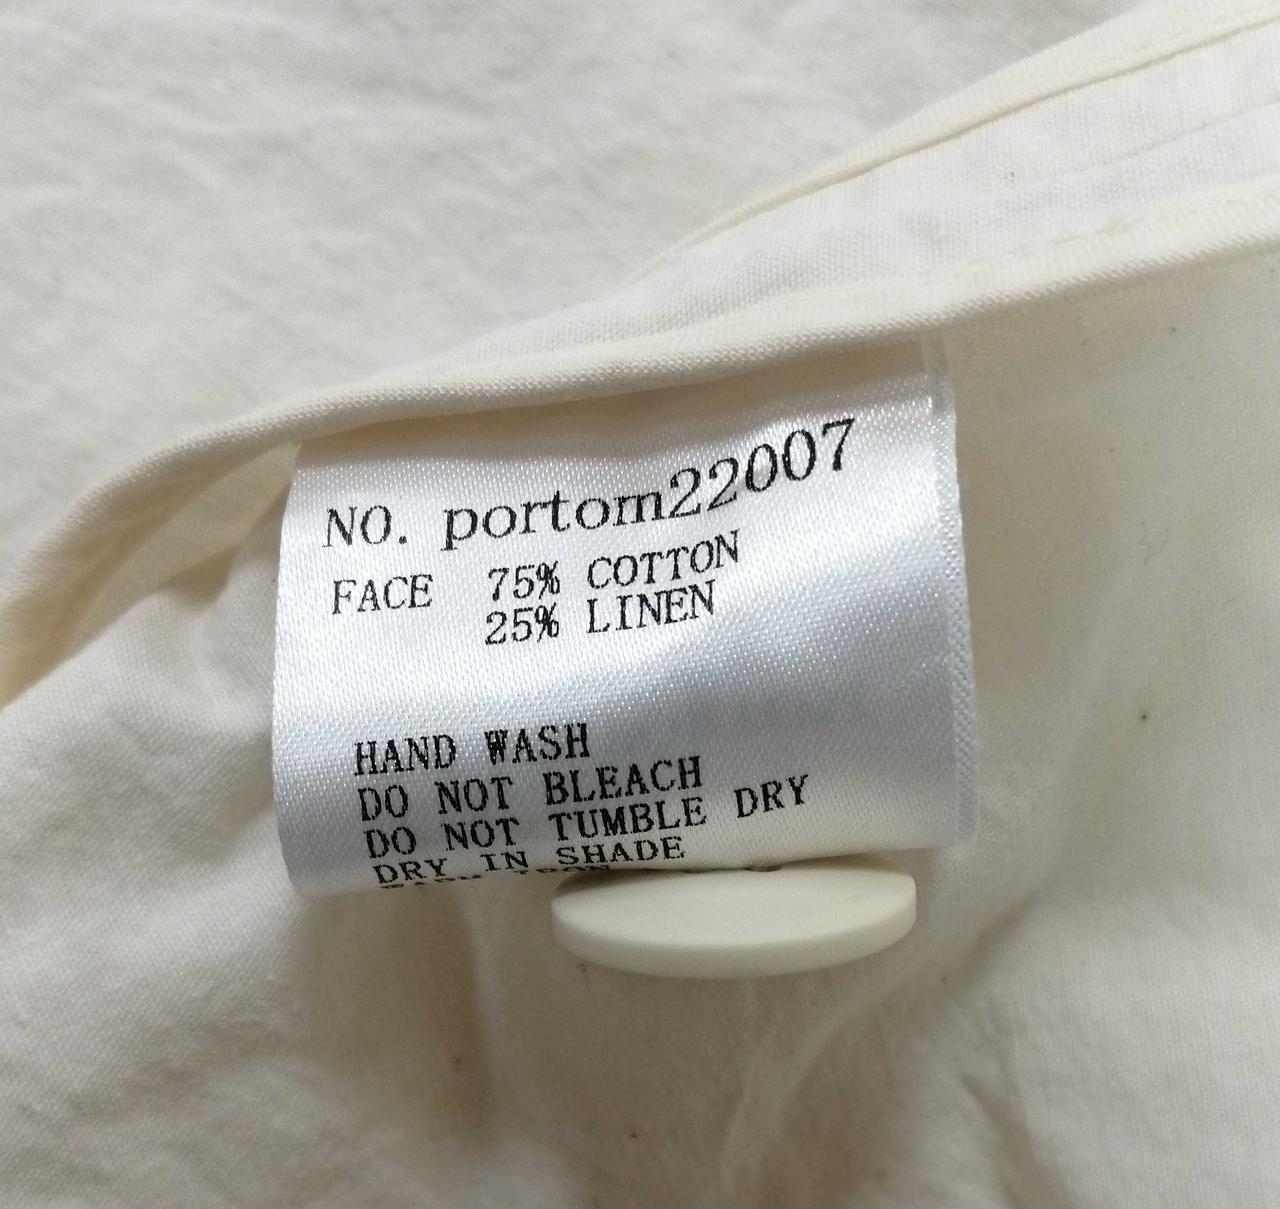 NO. portom22007
FACE 75% COTTON
25% LINEN
HAND WASH
DO NOT BLEACH
DO NOT TUMBLE DRY
DRY IN SHADE